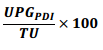 UPG_PDI / TU × 100